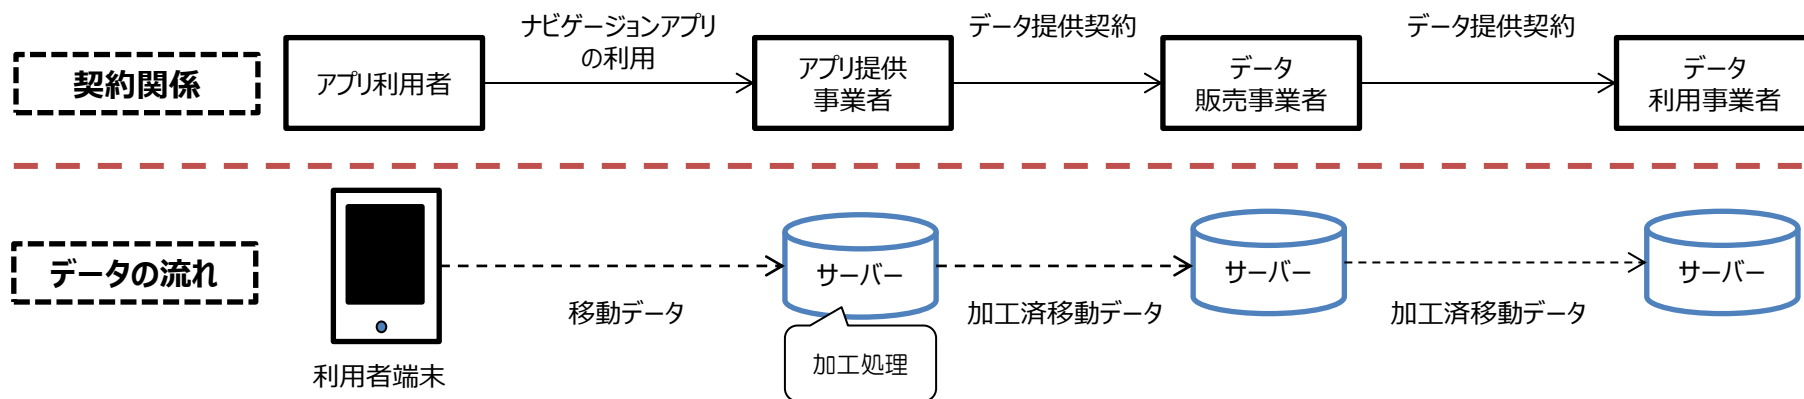 契約関係
アプリ利用者
ナビゲーションアプリ
の利用
アプリ提供
事業者
データ提供契約
データ
販売事業者
データ提供契約
データ
利用事業者
データの流れ
利用者端末
移動データ
サーバー
加工処理
加工済移動データ
サーバー
加工済移動データ
サーバー